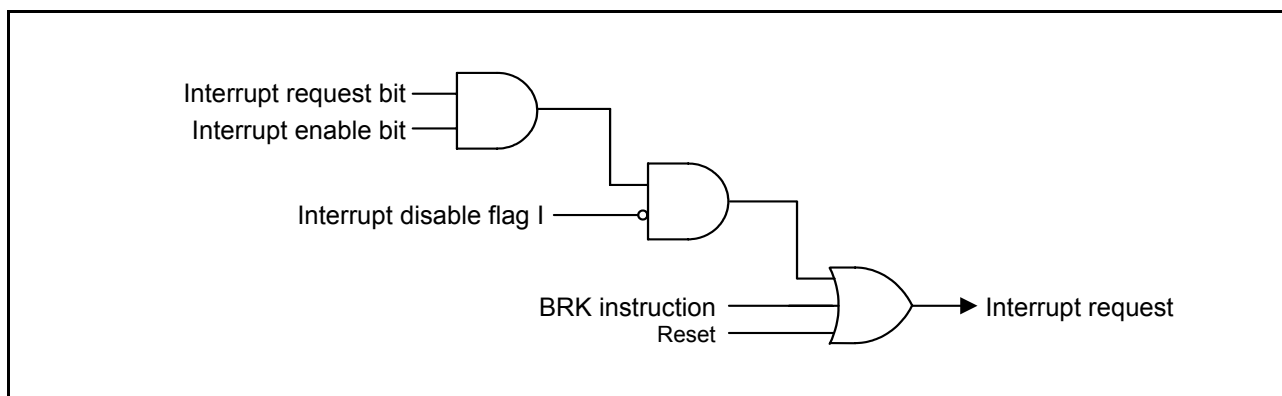 Interrupt request bit
Interrupt enable bit
Interrupt disable flag I
BRK instruction
Reset
Interrupt request